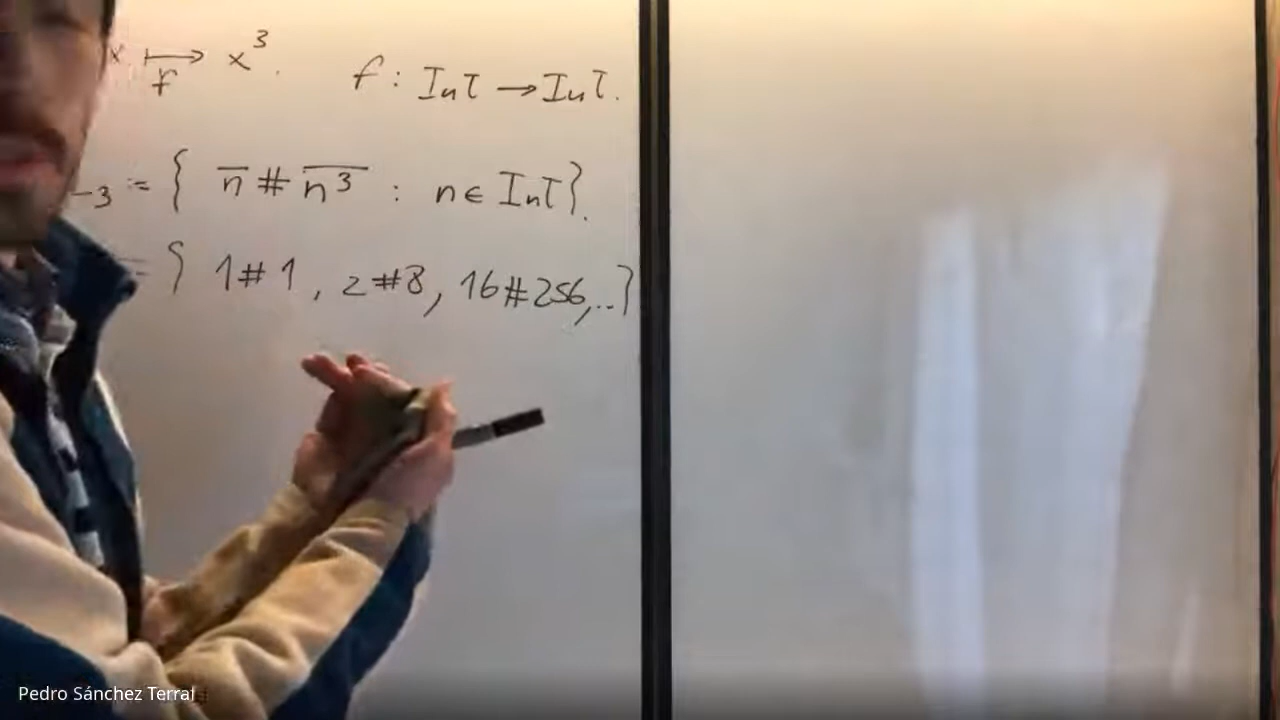 x ⟼ x³.
f
f : Int → Int.
-3 := { n̅ # n̅³̅ : n ∈ Int}.
= { 1#1, 2#8, 16#256,..}
Pedro Sánchez Terraf